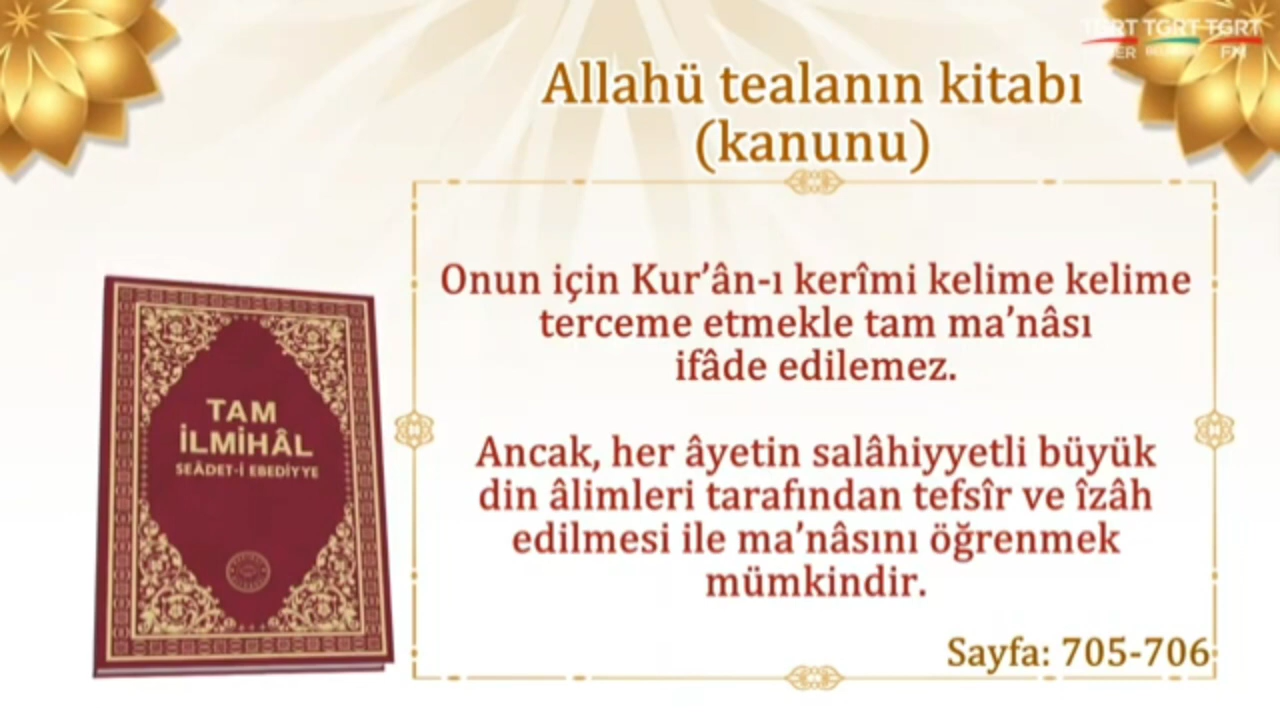 TGRT TGRT TGRT
FM
Allahü tealanın kitabı
(kanunu)
Onun için Kur’ân-ı kerîmi kelime kelime
terceme etmekle tam ma’nâsı
ifâde edilemez.
Ancak, her âyetin salâhiyyetli büyük
din âlimleri tarafından tefsîr ve îzâh
edilmesi ile ma’nâsını öğrenmek
mümkindir.
Sayfa: 705-706
TAM
İLMİHÂL
SEÂDET-İ EBEDİYYE